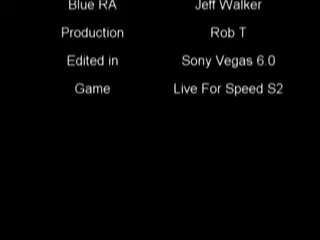 Blue RA Jeff Walker
Production Rob T
Edited in Sony Vegas 6.0
Game Live For Speed S2